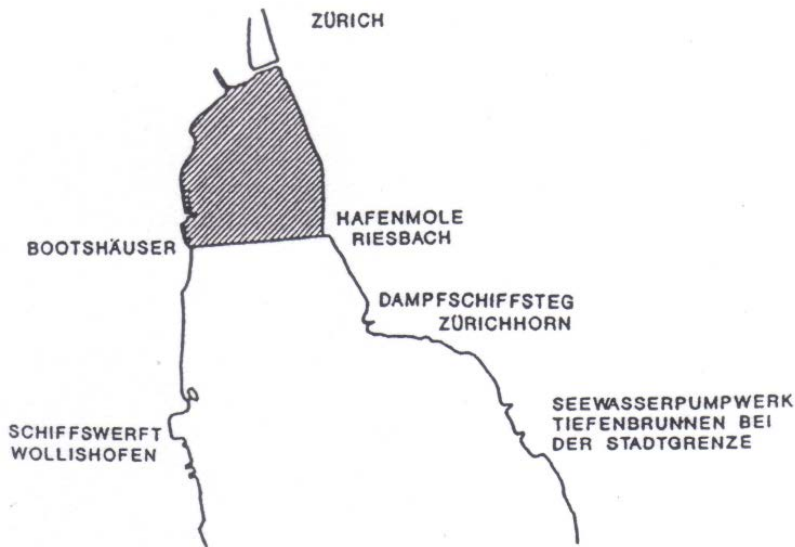 ZÜRICH
HAFENMOLE
RIESBACH
BOOTSHÄUSER
DAMPFSCHIFFSTEG
ZÜRICHHORN
SEEWASSERPUMPWERK
TIEFENBRUNNEN BEI
DER STADTGRENZE
SCHIFFSWERFT
WOLLISHOFEN